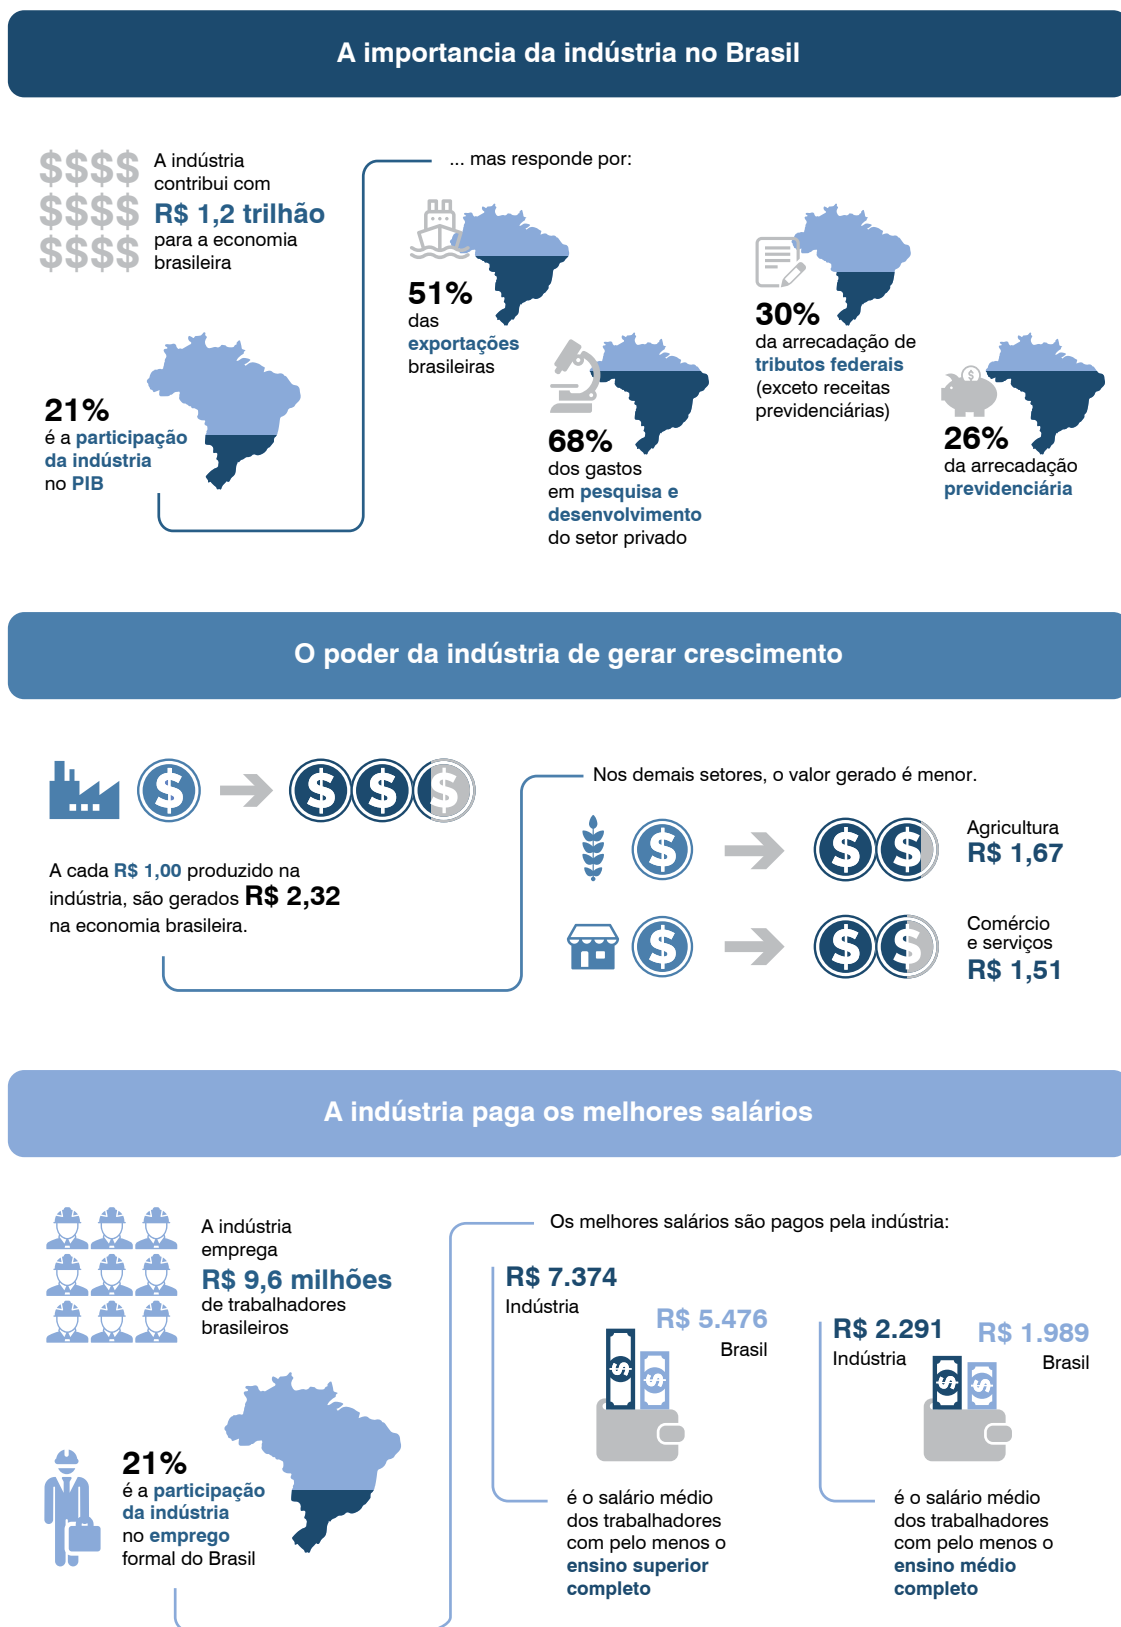 A importancia da indústria no Brasil
A indústria
contribui com
R$ 1,2 trilhão
para a economia
brasileira
21%
é a participação
da indústria
no PIB
... mas responde por:
51%
das
exportações
brasileiras
68%
dos gastos
em pesquisa e
desenvolvimento
do setor privado
30%
da arrecadação de
tributos federais
(exceto receitas
previdenciárias)
26%
da arrecadação
previdenciária
O poder da indústria de gerar crescimento
A cada R$ 1,00 produzido na
indústria, são gerados R$ 2,32
na economia brasileira.
Nos demais setores, o valor gerado é menor.
Agricultura
R$ 1,67
Comércio
e serviços
R$ 1,51
A indústria paga os melhores salários
A indústria
emprega
R$ 9,6 milhões
de trabalhadores
brasileiros
21%
é a participação
da indústria
no emprego
formal do Brasil
Os melhores salários são pagos pela indústria:
R$ 7.374
Indústria
R$ 5.476
Brasil
é o salário médio
dos trabalhadores
com pelo menos o
ensino superior
completo
R$ 2.291
Indústria
R$ 1.989
Brasil
é o salário médio
dos trabalhadores
com pelo menos o
ensino médio
completo